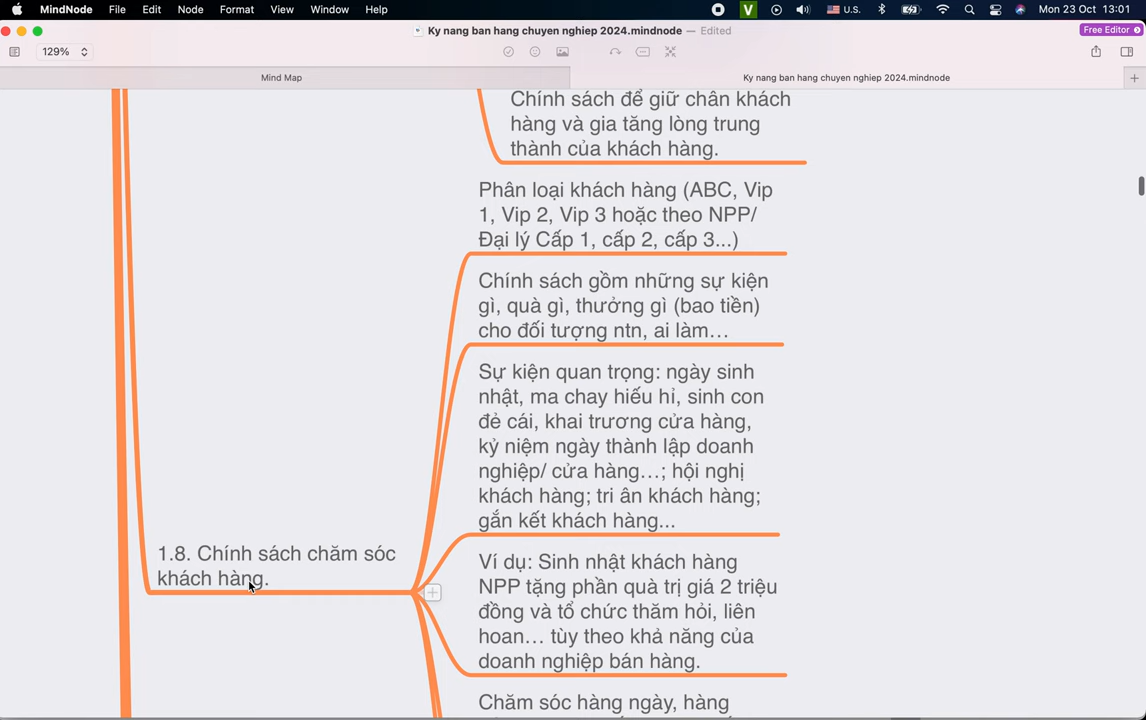 MindNode File Edit Node Format View Window Help
V U.S. Mon 23 Oct 13:01
Ky nang ban hang chuyen nghiep 2024.mindnode — Edited
Free Editor
129%
Mind Map
Ky nang ban hang chuyen nghiep 2024.mindnode
Chính sách để giữ chân khách
hàng và gia tăng lòng trung
thành của khách hàng.
Phân loại khách hàng (ABC, Vip
1, Vip 2, Vip 3 hoặc theo NPP/
Đại lý Cấp 1, cấp 2, cấp 3...)
Chính sách gồm những sự kiện
gì, quà gì, thưởng gì (bao tiền)
cho đối tượng ntn, ai làm...
Sự kiện quan trọng: ngày sinh
nhật, ma chay hiếu hỉ, sinh con
đẻ cái, khai trương cửa hàng,
kỷ niệm ngày thành lập doanh
nghiệp/ cửa hàng...; hội nghị
khách hàng; tri ân khách hàng;
gắn kết khách hàng...
1.8. Chính sách chăm sóc
khách hàng.
Ví dụ: Sinh nhật khách hàng
NPP tặng phần quà trị giá 2 triệu
đồng và tổ chức thăm hỏi, liên
hoan... tùy theo khả năng của
doanh nghiệp bán hàng.
Chăm sóc hàng ngày, hàng